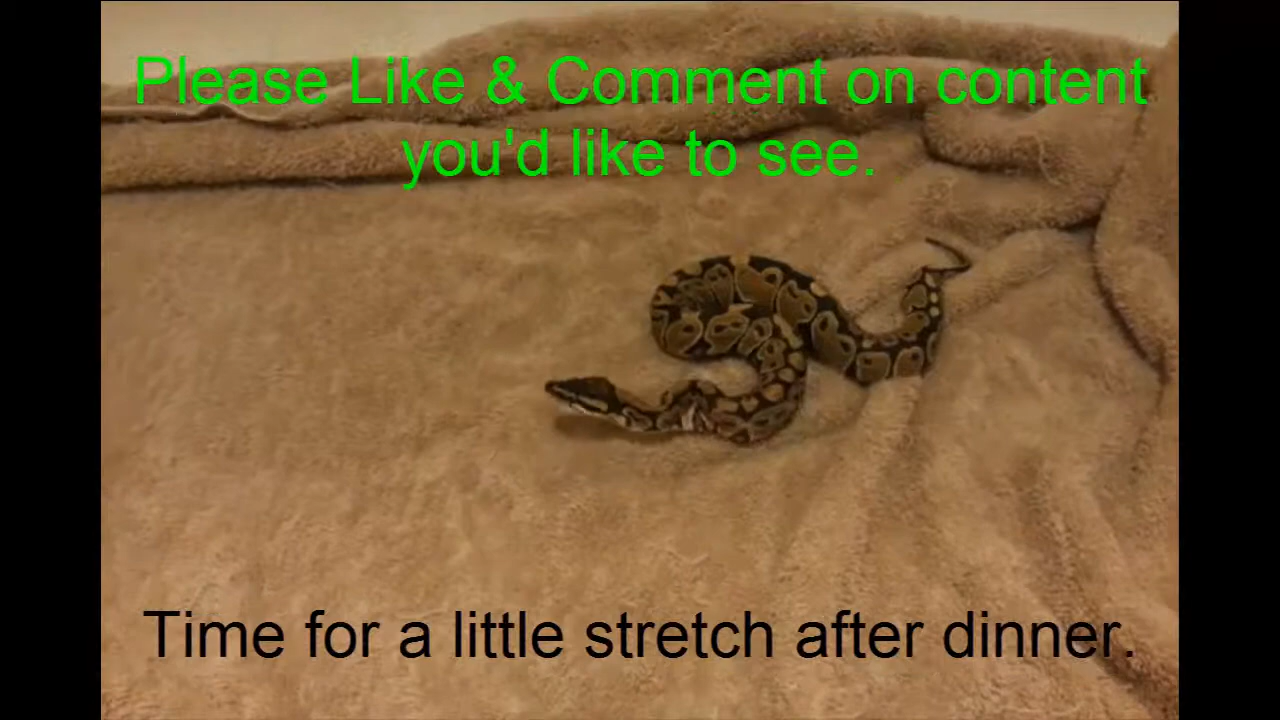 Please Like & Comment on content
you'd like to see.
Time for a little stretch after dinner.